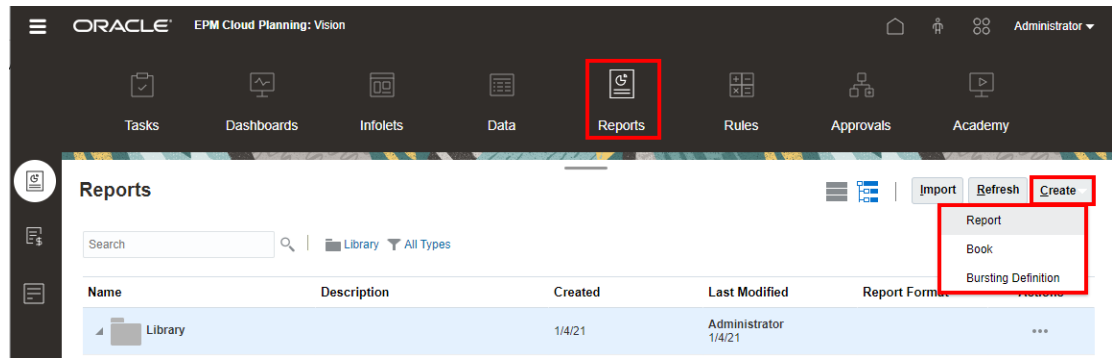 ORACLE® EPM Cloud Planning: Vision Administrator
Tasks Dashboards Infolets Data Reports Rules Approvals Academy
Reports Import Refresh Create
Report
Book
Bursting Definition
Search Library All Types
Name Description Created Last Modified Report Format Actions
Library 1/4/21 Administrator
1/4/21